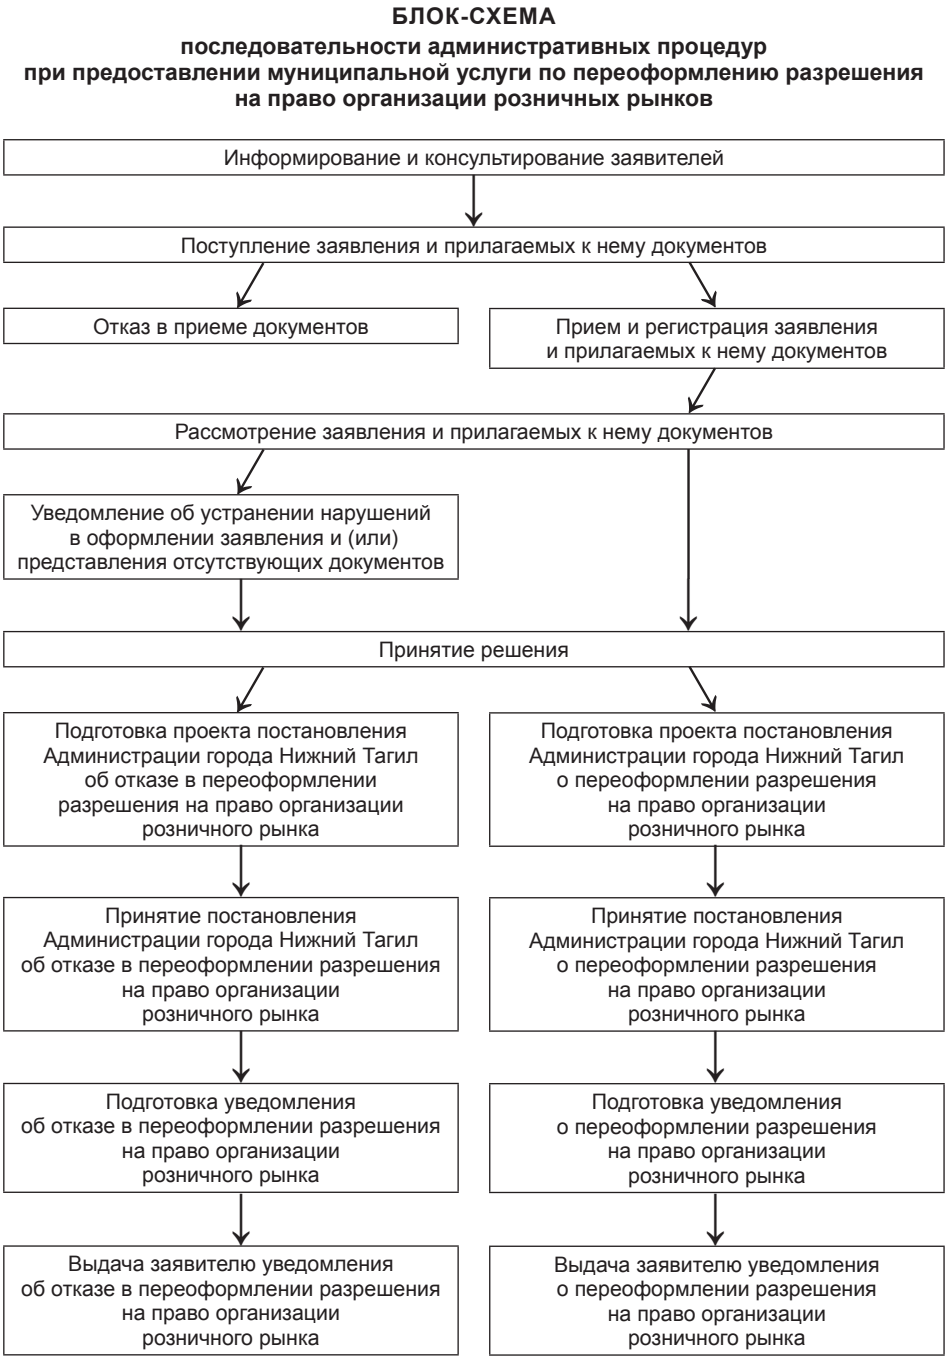 БЛОК-СХЕМА
последовательности административных процедур
при предоставлении муниципальной услуги по переоформлению разрешения
на право организации розничных рынков
Информирование и консультирование заявителей
Поступление заявления и прилагаемых к нему документов
Отказ в приеме документов
Прием и регистрация заявления
и прилагаемых к нему документов
Рассмотрение заявления и прилагаемых к нему документов
Уведомление об устранении нарушений
в оформлении заявления и (или)
представления отсутствующих документов
Принятие решения
Подготовка проекта постановления
Администрации города Нижний Тагил
об отказе в переоформлении
разрешения на право организации
розничного рынка
Подготовка проекта постановления
Администрации города Нижний Тагил
о переоформлении разрешения
на право организации
розничного рынка
Принятие постановления
Администрации города Нижний Тагил
об отказе в переоформлении разрешения
на право организации
розничного рынка
Принятие постановления
Администрации города Нижний Тагил
о переоформлении разрешения
на право организации
розничного рынка
Подготовка уведомления
об отказе в переоформлении разрешения
на право организации
розничного рынка
Подготовка уведомления
о переоформлении разрешения
на право организации
розничного рынка
Выдача заявителю уведомления
об отказе в переоформлении разрешения
на право организации
розничного рынка
Выдача заявителю уведомления
о переоформлении разрешения
на право организации
розничного рынка